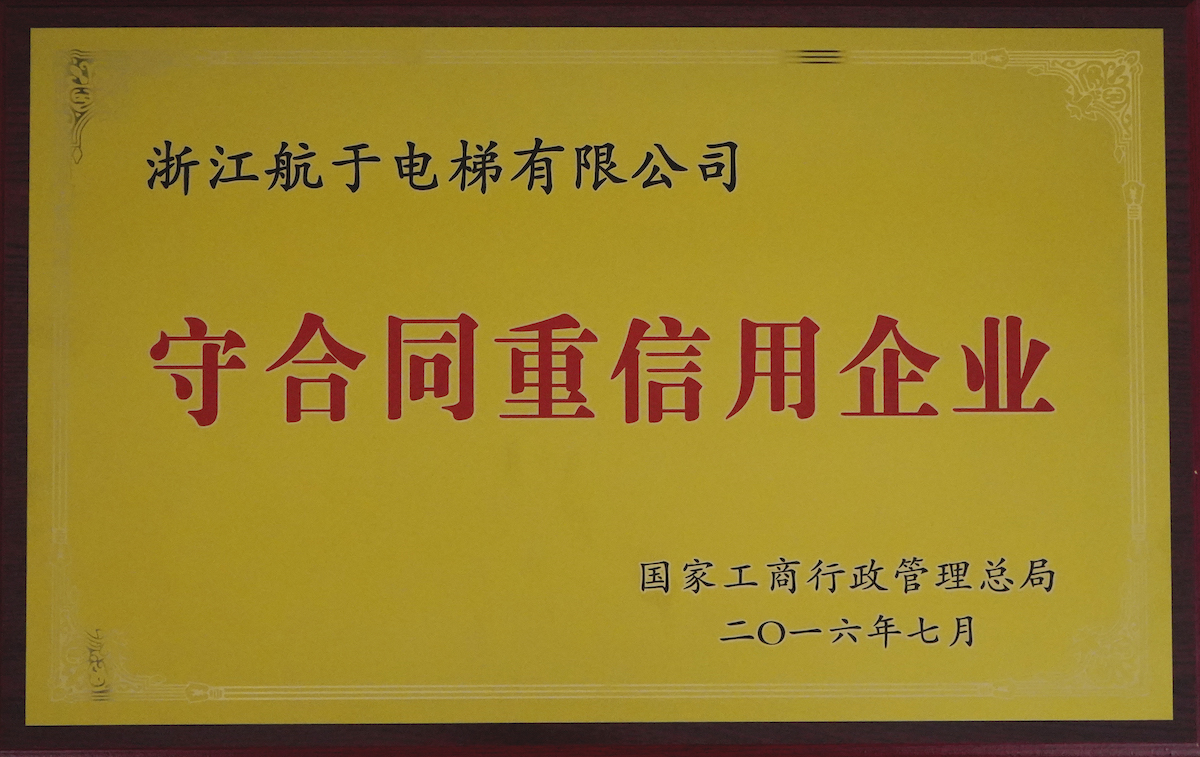 浙江航于电梯有限公司
守合同重信用企业
国家工商行政管理总局
二〇一六年七月